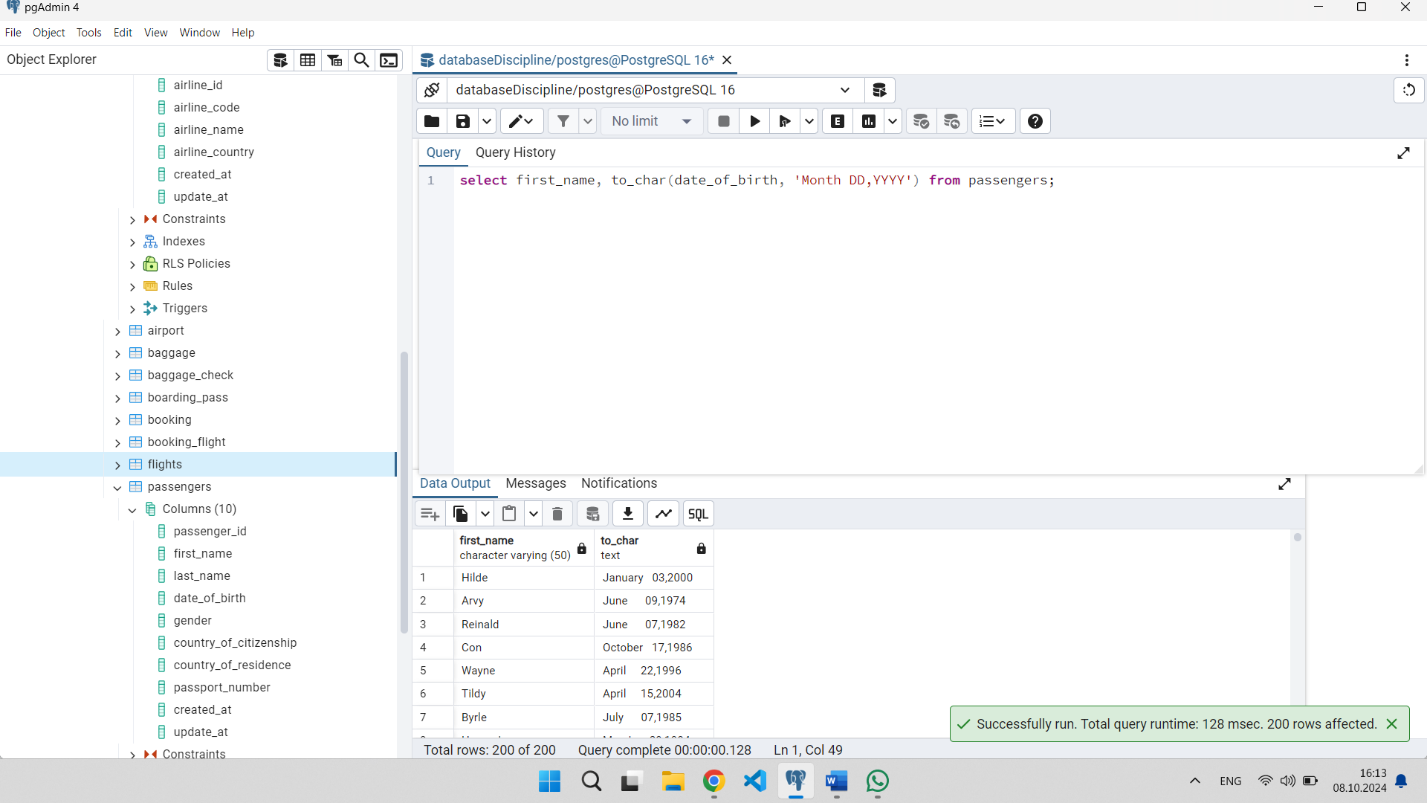 pgAdmin 4
File Object Tools Edit View Window Help
Object Explorer
databaseDiscipline/postgres@PostgreSQL 16*
airline_id
airline_code
airline_name
airline_country
created_at
update_at
Constraints
Indexes
RLS Policies
Rules
Triggers
airport
baggage
baggage_check
boarding_pass
booking
booking_flight
flights
passengers
Columns (10)
passenger_id
first_name
last_name
date_of_birth
gender
country_of_citizenship
country_of_residence
passport_number
created_at
update_at
Constraints
databaseDiscipline/postgres@PostgreSQL 16
No limit
E
Query Query History
1 select first_name, to_char(date_of_birth, 'Month DD,YYYY') from passengers;
Data Output Messages Notifications
SQL
first_name to_char
character varying (50) text
1 Hilde January 03,2000
2 Arvy June 09,1974
3 Reinald June 07,1982
4 Con October 17,1986
5 Wayne April 22,1996
6 Tildy April 15,2004
7 Byrle July 07,1985
Successfully run. Total query runtime: 128 msec. 200 rows affected.
Total rows: 200 of 200 Query complete 00:00:00.128 Ln 1, Col 49
ENG
16:13
08.10.2024